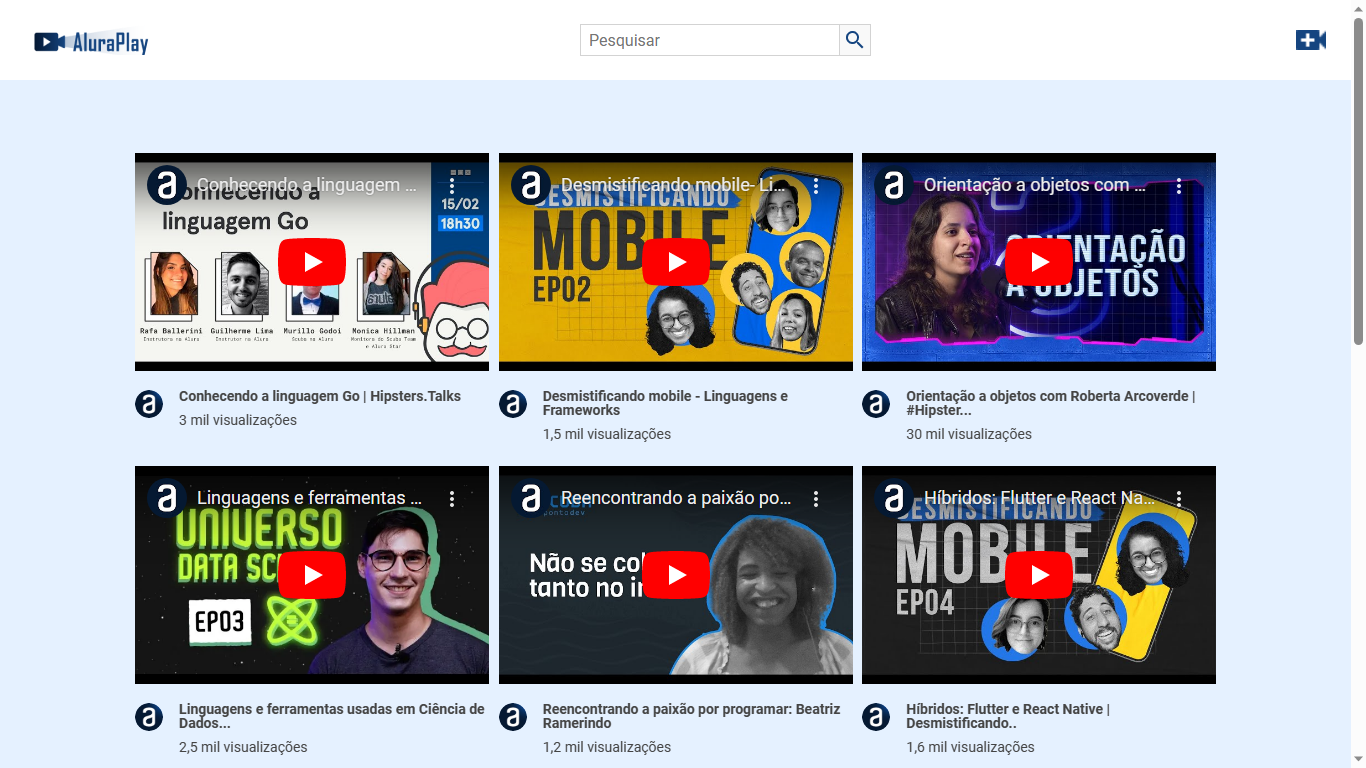 AluraPlay
Pesquisar
Conhecendo a linguagem ...
Conhecendo a
linguagem Go
15/02
18h30
Rafa Ballerini
Instrutora na Alura
Guilherme Lima
Instrutor na Alura
Murillo Godoi
Scuba na Alura
Monica Hillman
Monitora do Scuba Team
e Alura Star
Desmistificando mobile- Li...
DESMISTIFICANDO
MOBILE
EP02
Orientação a objetos com ...
ORIENTAÇÃO
A OBJETOS
Conhecendo a linguagem Go | Hipsters.Talks
3 mil visualizações
Desmistificando mobile - Linguagens e
Frameworks
1,5 mil visualizações
Orientação a objetos com Roberta Arcoverde |
#Hipster...
30 mil visualizações
Linguagens e ferramentas ...
UNIVERSO
DATA SC
EP03
Reencontrando a paixão po...
Não se col
tanto no i
Híbridos: Flutter e React Na...
DESMISTIFICANDO
MOBILE
EP04
Linguagens e ferramentas usadas em Ciência de
Dados...
2,5 mil visualizações
Reencontrando a paixão por programar: Beatriz
Ramerindo
1,2 mil visualizações
Híbridos: Flutter e React Native |
Desmistificando..
1,6 mil visualizações